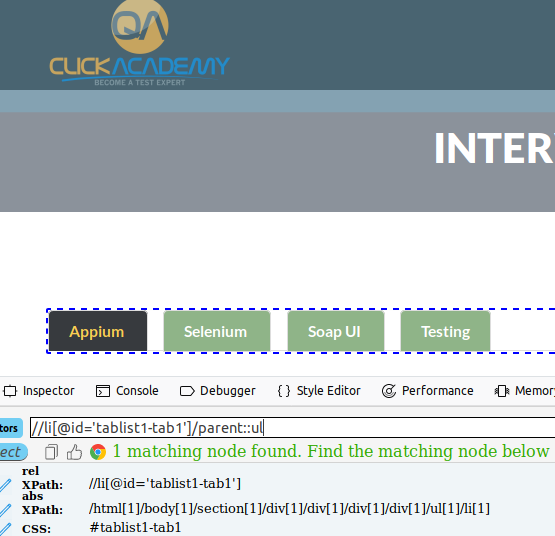 QA
CLICKACADEMY
BECOME A TEST EXPERT
INTER
Appium Selenium Soap UI Testing
Inspector Console Debugger {} Style Editor Performance Memor
tors //li[@id='tablist1-tab1']/parent::ul
ect 1 matching node found. Find the matching node below
rel
XPath: //li[@id='tablist1-tab1']
abs
XPath: /html[1]/body[1]/section[1]/div[1]/div[1]/div[1]/div[1]/ul[1]/li[1]
CSS: #tablist1-tab1